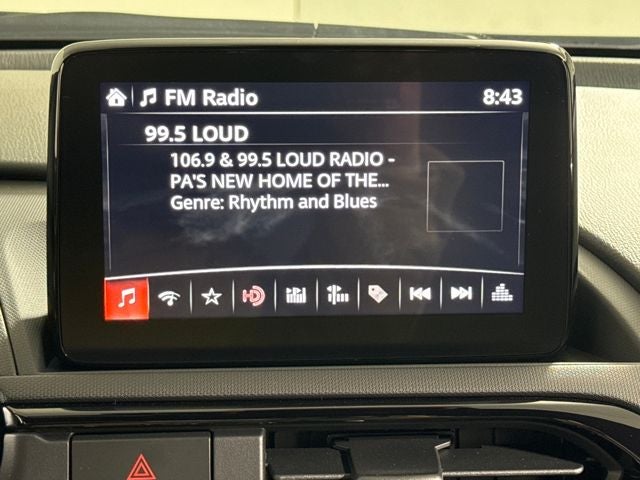 FM Radio 8:43
99.5 LOUD
106.9 & 99.5 LOUD RADIO -
PA'S NEW HOME OF THE...
Genre: Rhythm and Blues
HD